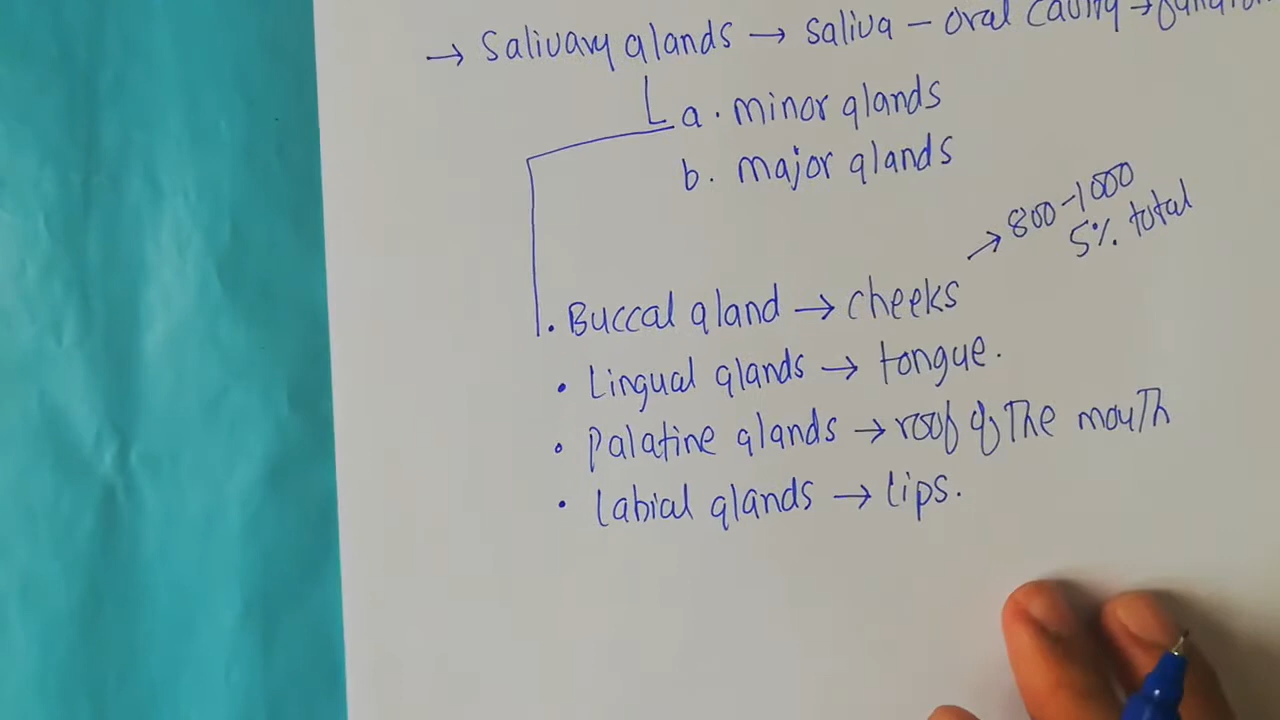 → Salivary glands → saliva - oral cavity → function
a. minor glands
b. major glands
→ 800-1000
5% total
• Buccal gland → cheeks
• Lingual glands → tongue.
• Palatine glands → roof of The mouth
• Labial glands → Lips.